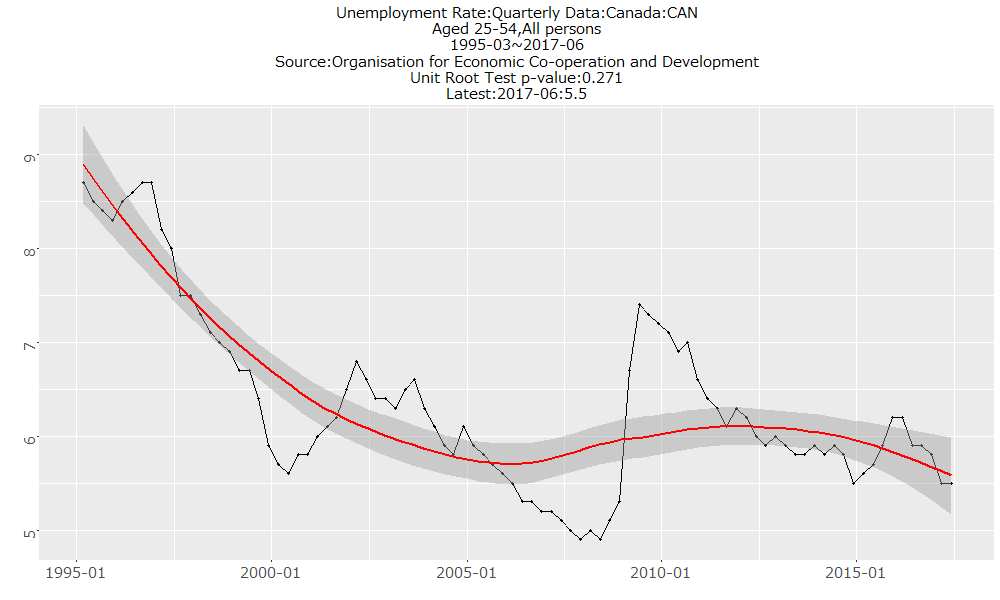 Unemployment Rate:Quarterly Data:Canada:CAN
Aged 25-54,All persons
1995-03~2017-06
Source:Organisation for Economic Co-operation and Development
Unit Root Test p-value:0.271
Latest:2017-06:5.5
9
8
7
6
5
1995-01
2000-01
2005-01
2010-01
2015-01